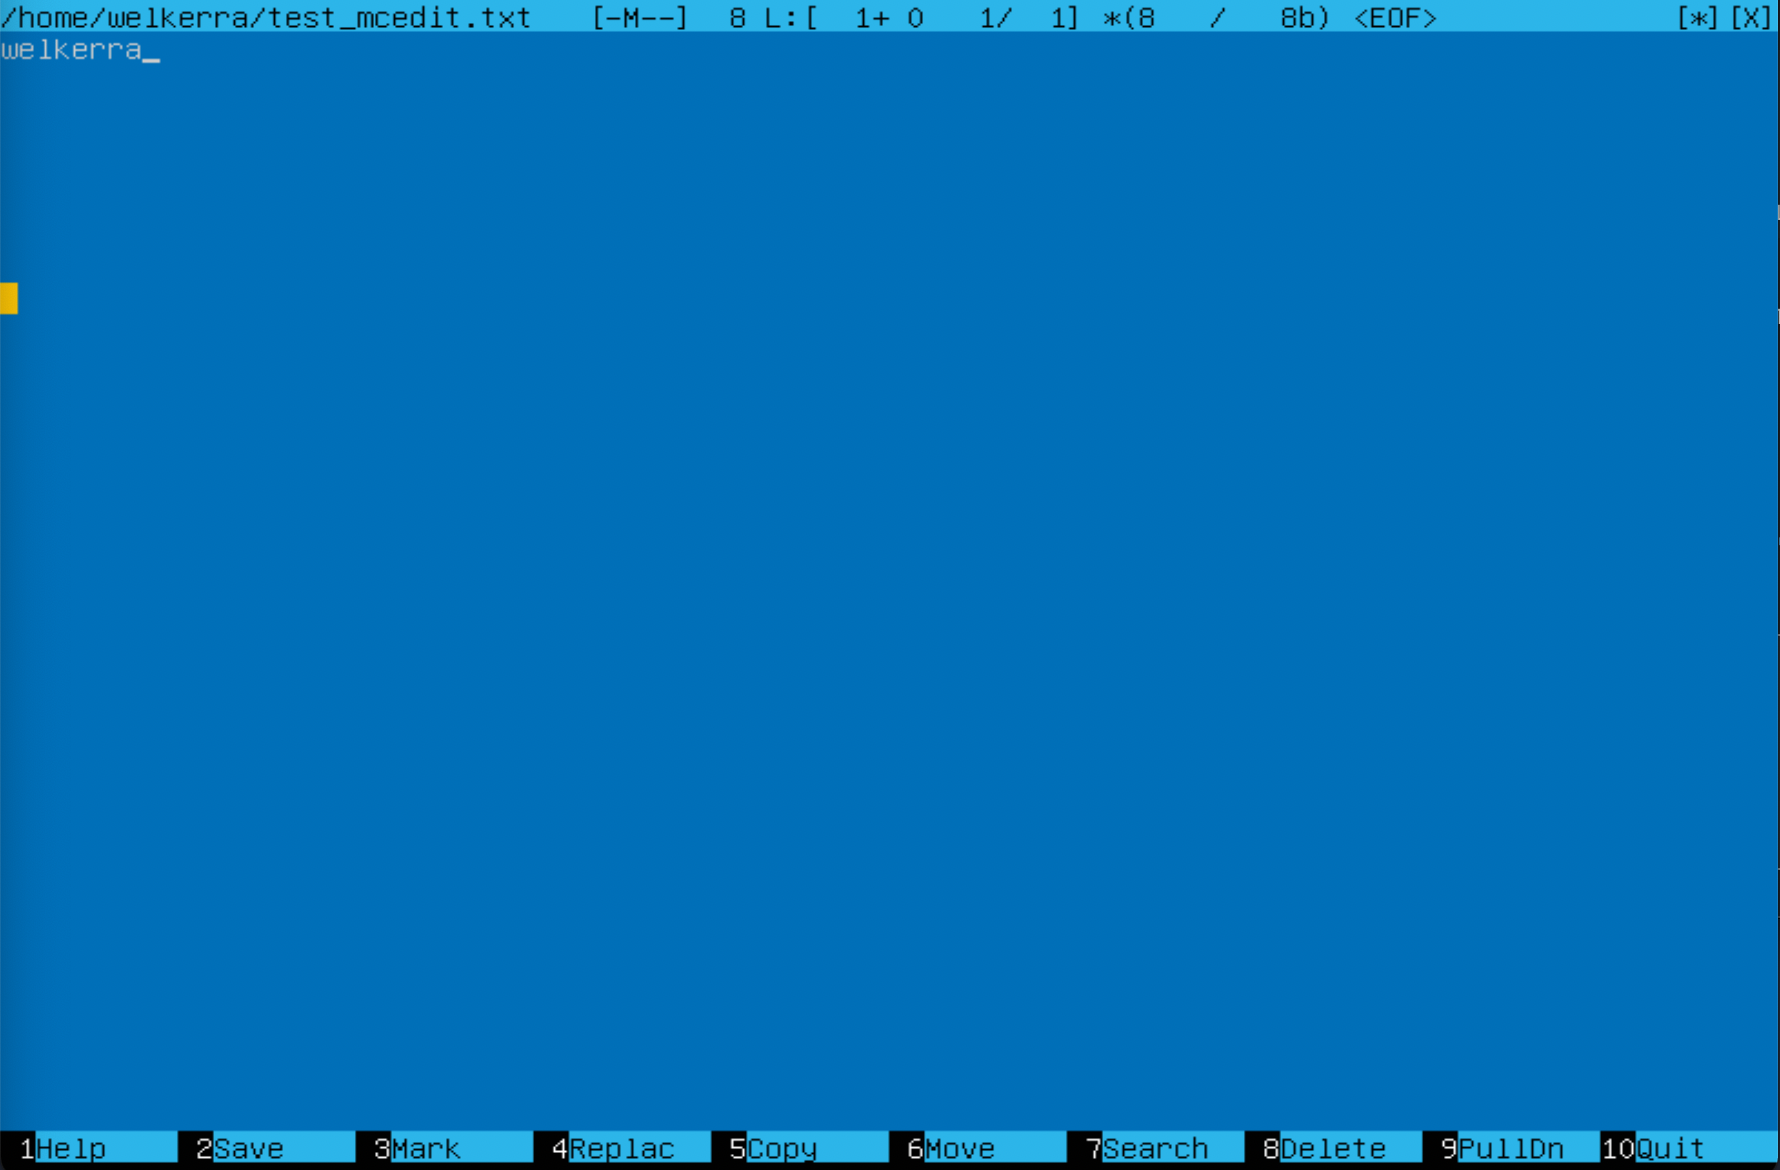 /home/welkerra/test_mcedit.txt [-M--] 8 L:[ 1+ 0 1/ 1] *(8 / 8b) <EOF> [*][X]
welkerra_
1Help 2Save 3Mark 4Replac 5Copy 6Move 7Search 8Delete 9PullDn 10Quit